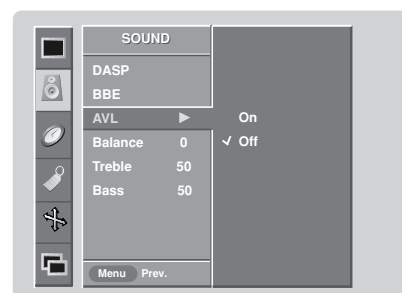 SOUND
DASP
BBE
AVL ▶ On
Balance 0 ✓ Off
Treble 50
Bass 50
Menu Prev.